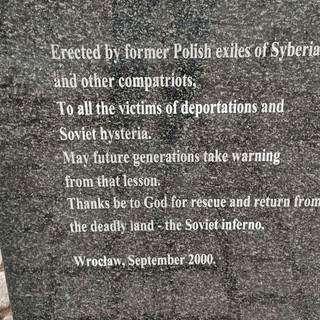 Erected by former Polish exiles of Syberia
and other compatriots,
To all the victims of deportations and
Soviet hysteria.
May future generations take warning
from that lesson.
Thanks be to God for rescue and return from
the deadly land - the Soviet inferno.
Wrocław, September 2000.